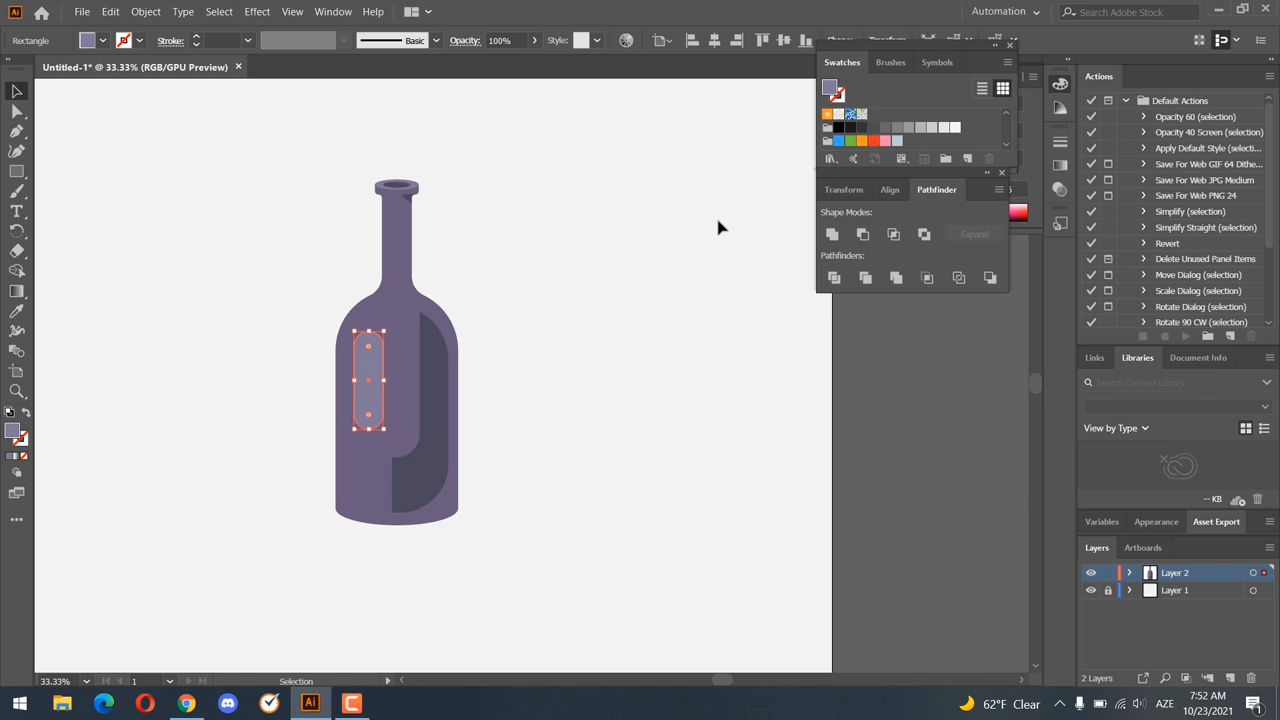 Ai File Edit Object Type Select Effect View Window Help
Automation
Search Adobe Stock
Rectangle Stroke: Basic Opacity: 100% Style:
Untitled-1* @ 33.33% (RGB/GPU Preview)
Swatches Brushes Symbols
Transform Align Pathfinder
Shape Modes:
Expand
Pathfinders:
Actions
Default Actions
Opacity 60 (selection)
Opacity 40 Screen (selection)
Apply Default Style (selecti...
Save For Web GIF 64 Dithe...
Save For Web JPG Medium
Save For Web PNG 24
Simplify (selection)
Simplify Straight (selection)
Revert
Delete Unused Panel Items
Move Dialog (selection)
Scale Dialog (selection)
Rotate Dialog (selection)
Rotate 90 CW (selection)
Links Libraries Document Info
Search Current Library
View by Type
-- KB
Variables Appearance Asset Export
Layers Artboards
Layer 2
Layer 1
2 Layers
33.33% 1 Selection
Ai
62°F Clear AZE 7:52 AM
10/23/2021